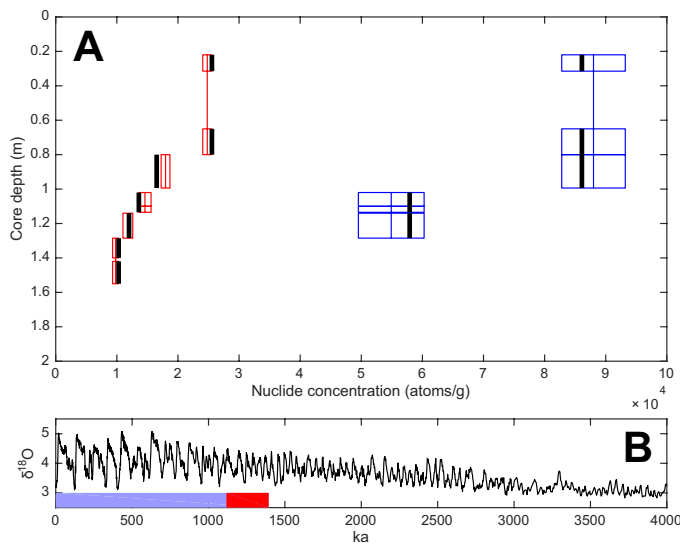 A
0
0.2
0.4
0.6
0.8
1
1.2
1.4
1.6
1.8
2
Core depth (m)
0 1 2 3 4 5 6 7 8 9 10
Nuclide concentration (atoms/g)
× 10 4
B
5
4
3
δ18O
0 500 1000 1500 2000 2500 3000 3500 4000
ka